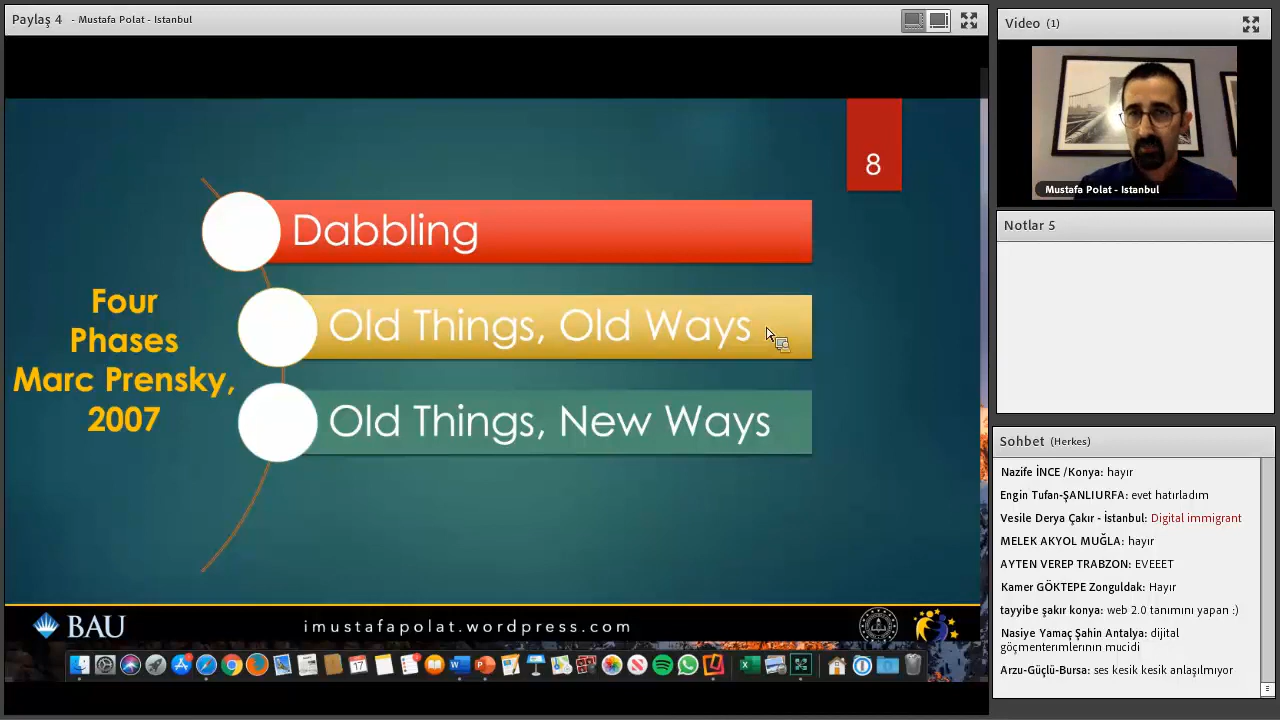 Paylaş 4 - Mustafa Polat - Istanbul
8
Dabbling
Old Things, Old Ways
Old Things, New Ways
Four
Phases
Marc Prensky,
2007
BAU
imustafapolat.wordpress.com
17
Video (1)
Mustafa Polat - Istanbul
Notlar 5
Sohbet (Herkes)
Nazife İNCE /Konya: hayır
Engin Tufan-ŞANLIURFA: evet hatırladım
Vesile Derya Çakır - İstanbul: Digital immigrant
MELEK AKYOL MUĞLA: hayır
AYTEN VEREP TRABZON: EVEEET
Kamer GÖKTEPE Zonguldak: Hayır
tayyibe şakır konya: web 2.0 tanımını yapan :)
Nasiye Yamaç Şahin Antalya: dijital
göçmenteremlerinin mucidi
Arzu-Güçlü-Bursa: ses kesik kesik anlaşılmıyor